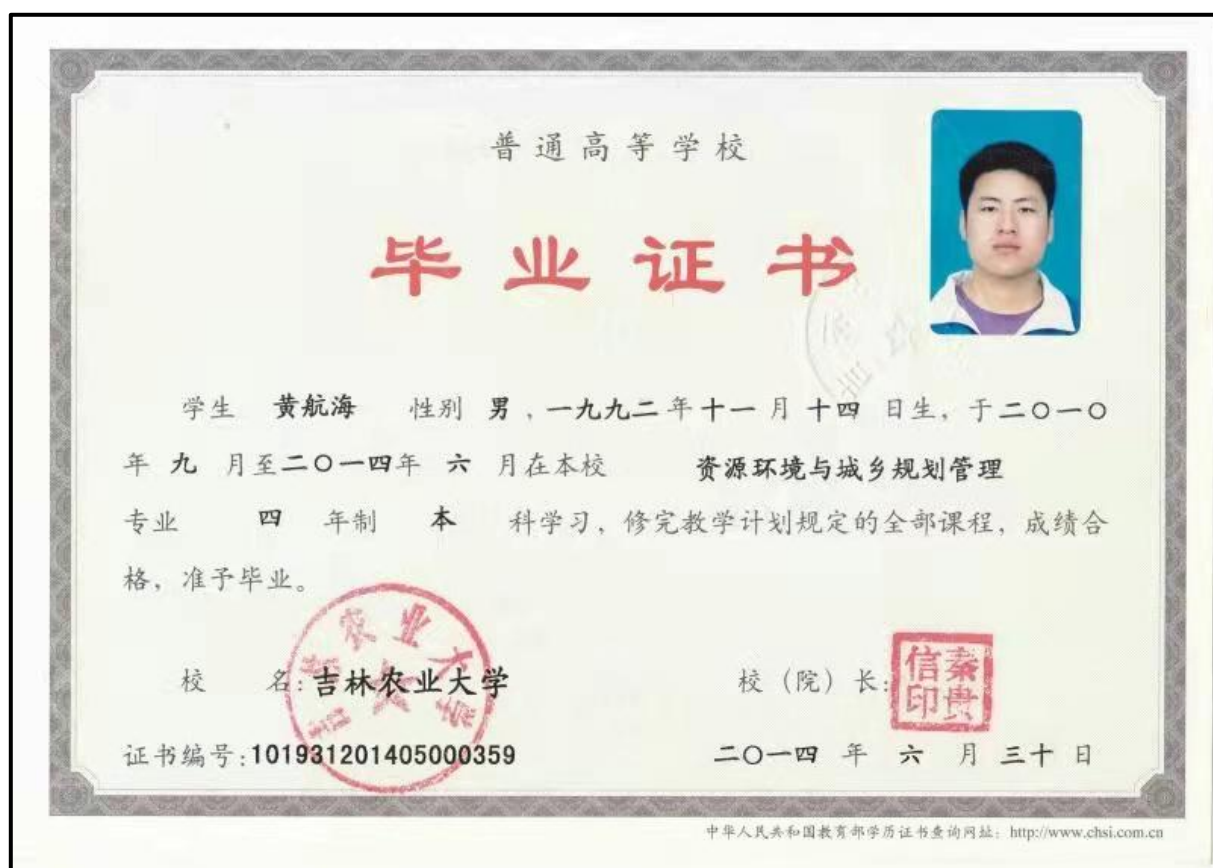 普通高等学校
毕业证书
学生 黄航海 性别 男，一九九二年十一月十四日生，于二〇一〇
年九月至二〇一四年六月在本校 资源环境与城乡规划管理
专业 四 年制 本 科学习，修完教学计划规定的全部课程，成绩合
格，准予毕业。
校 名：吉林农业大学 校（院）长：
吉林农业大学
秦贵信印
证书编号：101931201405000359 二〇一四年六月三十日
中华人民共和国教育部学历证书查询网址：http://www.chsi.com.cn